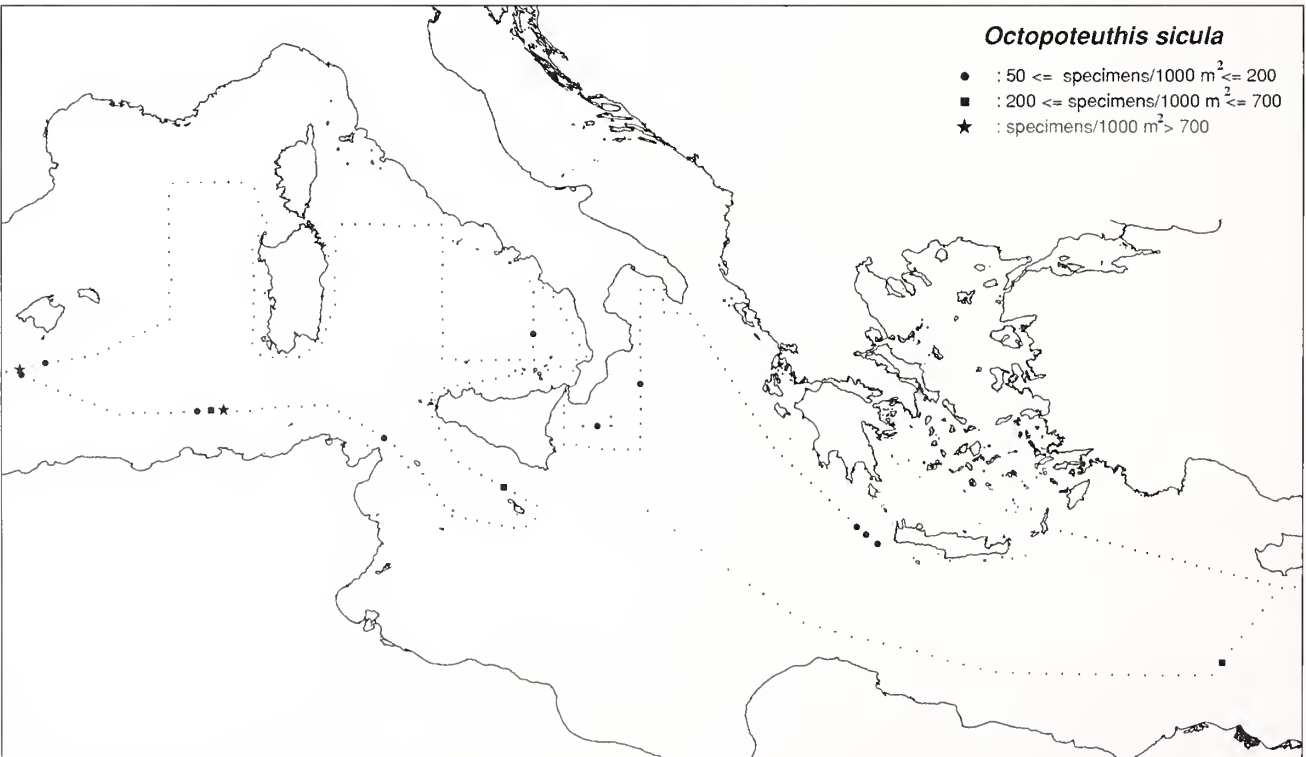 Octopoteuthis sicula
● : 50 <= specimens/1000 m²<= 200
■ : 200 <= specimens/1000 m²<= 700
★ : specimens/1000 m²> 700